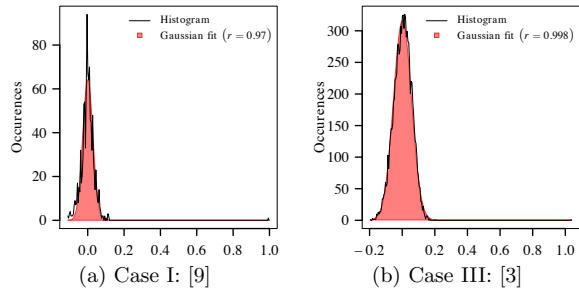 Histogram
Gaussian fit (r = 0.97)
Occurences
80
60
40
20
0
0.0 0.2 0.4 0.6 0.8 1.0
(a) Case I: [9]
Histogram
Gaussian fit (r = 0.998)
Occurences
300
250
200
150
100
50
0
−0.2 0.0 0.2 0.4 0.6 0.8 1.0
(b) Case III: [3]